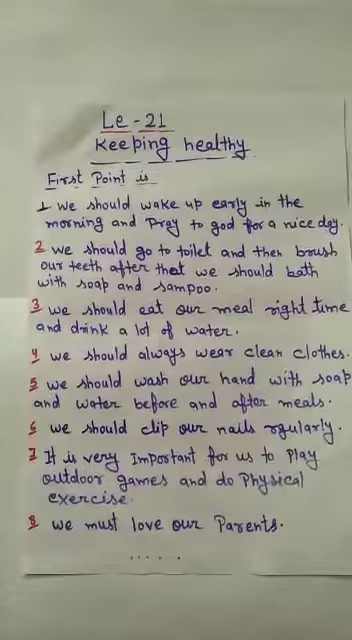 Le - 21
Keeping healthy
First Point is
1 we should wake up early in the
morning and Pray to god for a nice day.
2 we should go to toilet and then brush
our teeth after that we should bath
with soap and sampoo.
3 we should eat our meal right time
and drink a lot of water.
4 we should always wear clean clothes.
5 we should wash our hand with soap
and water before and after meals.
6 we should clip our nails rgularly.
7 It is very Important for us to Play
outdoor games and do Physical
exercise.
8 we must love our Parents.
......